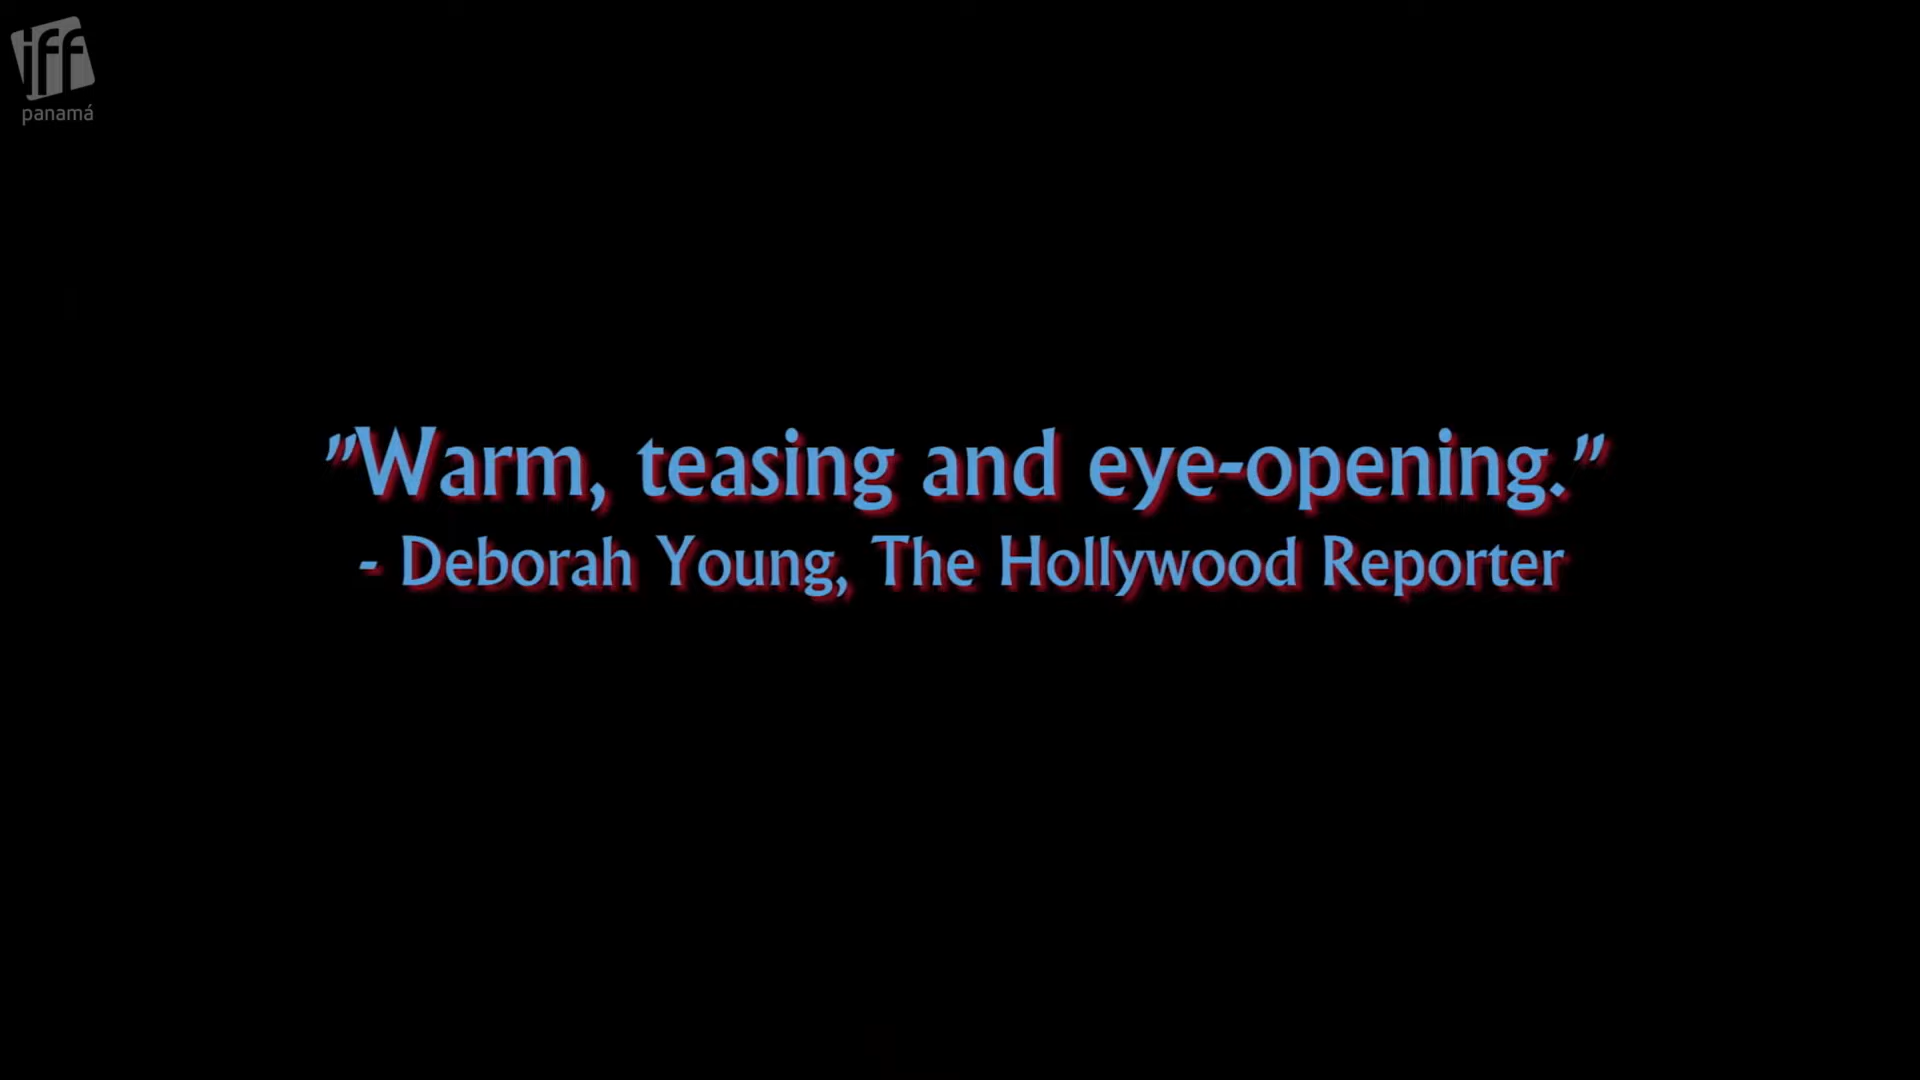 iff
panamá
"Warm, teasing and eye-opening."
- Deborah Young, The Hollywood Reporter